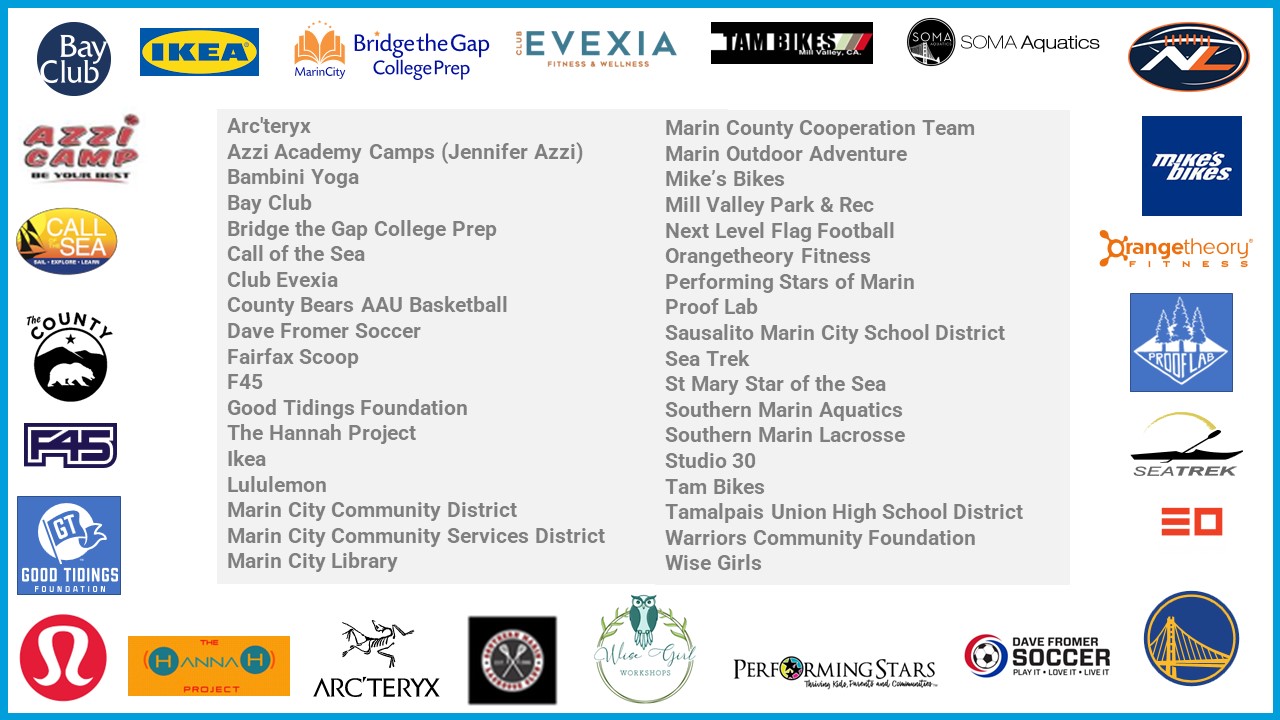 Bay
Club
IKEA
MarinCity
Bridge the Gap
College Prep
CLUB
EVEXIA
FITNESS & WELLNESS
TAM BIKES
Mill Valley, CA.
SOMA
AQUATICS
SOMA Aquatics
NL
AZZI
CAMP
BE YOUR BEST
CALL
OF THE
SEA
SAIL • EXPLORE • LEARN
The
COUNTY
F45
GT
GOOD TIDINGS
FOUNDATION
Arc'teryx
Azzi Academy Camps (Jennifer Azzi)
Bambini Yoga
Bay Club
Bridge the Gap College Prep
Call of the Sea
Club Evexia
County Bears AAU Basketball
Dave Fromer Soccer
Fairfax Scoop
F45
Good Tidings Foundation
The Hannah Project
Ikea
Lululemon
Marin City Community District
Marin City Community Services District
Marin City Library
Marin County Cooperation Team
Marin Outdoor Adventure
Mike’s Bikes
Mill Valley Park & Rec
Next Level Flag Football
Orangetheory Fitness
Performing Stars of Marin
Proof Lab
Sausalito Marin City School District
Sea Trek
St Mary Star of the Sea
Southern Marin Aquatics
Southern Marin Lacrosse
Studio 30
Tam Bikes
Tamalpais Union High School District
Warriors Community Foundation
Wise Girls
mike's
bikes
Orangetheory®
FITNESS
PROOF LAB
SEATREK
30
THE
HANNAH
PROJECT
ARC'TERYX
SOUTHERN MARIN
LACROSSE CLUB
Wise Girl
WORKSHOPS
PERFORMING STARS
Thriving Kids, Parents and Communities
DAVE FROMER
SOCCER
PLAY IT • LOVE IT • LIVE IT